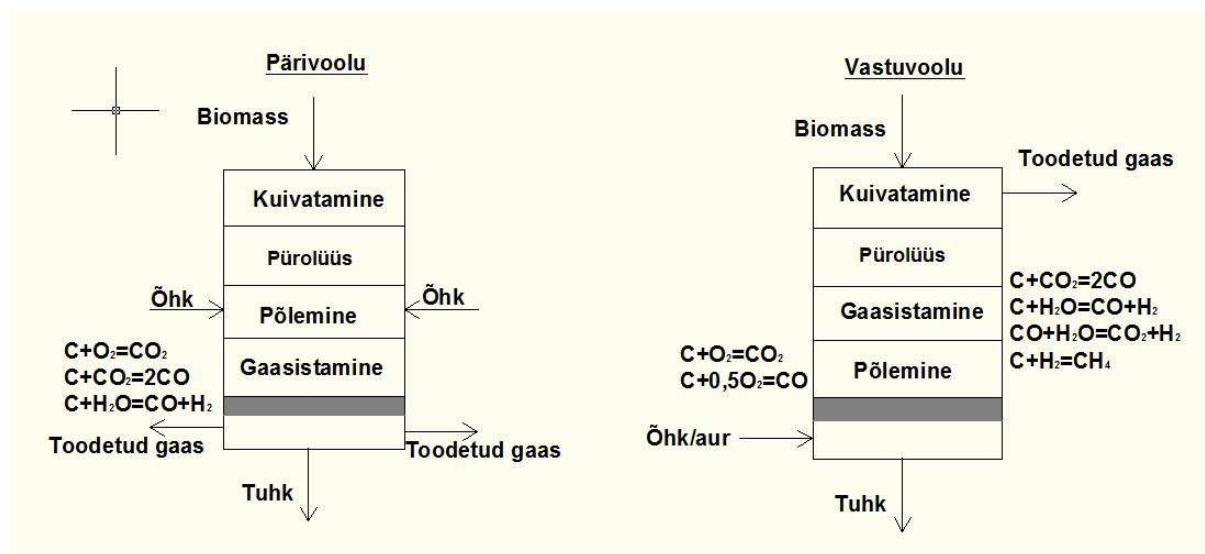 Pärivoolu
Biomass
Kuivatamine
Pürolüüs
Õhk
Õhk
Põlemine
C+O₂=CO₂
C+CO₂=2CO
C+H₂O=CO+H₂
Gaasistamine
Toodetud gaas
Toodetud gaas
Tuhk
Vastuvoolu
Biomass
Toodetud gaas
Kuivatamine
Pürolüüs
Gaasistamine
C+CO₂=2CO
C+H₂O=CO+H₂
CO+H₂O=CO₂+H₂
C+H₂=CH₄
C+O₂=CO₂
C+0,5O₂=CO
Põlemine
Õhk/aur
Tuhk